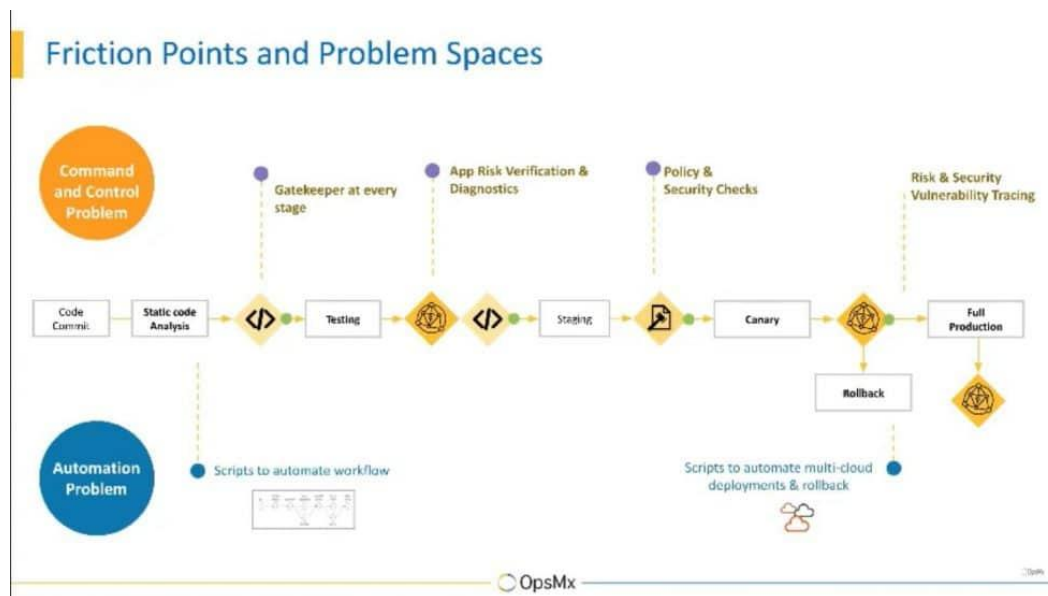 Friction Points and Problem Spaces
Command
and Control
Problem
Gatekeeper at every
stage
App Risk Verification &
Diagnostics
Policy &
Security Checks
Risk & Security
Vulnerability Tracing
Code
Commit
Static code
Analysis
</>
Testing
</>
Staging
Canary
Full
Production
Rollback
Automation
Problem
Scripts to automate workflow
Scripts to automate multi-cloud
deployments & rollback
OpsMx